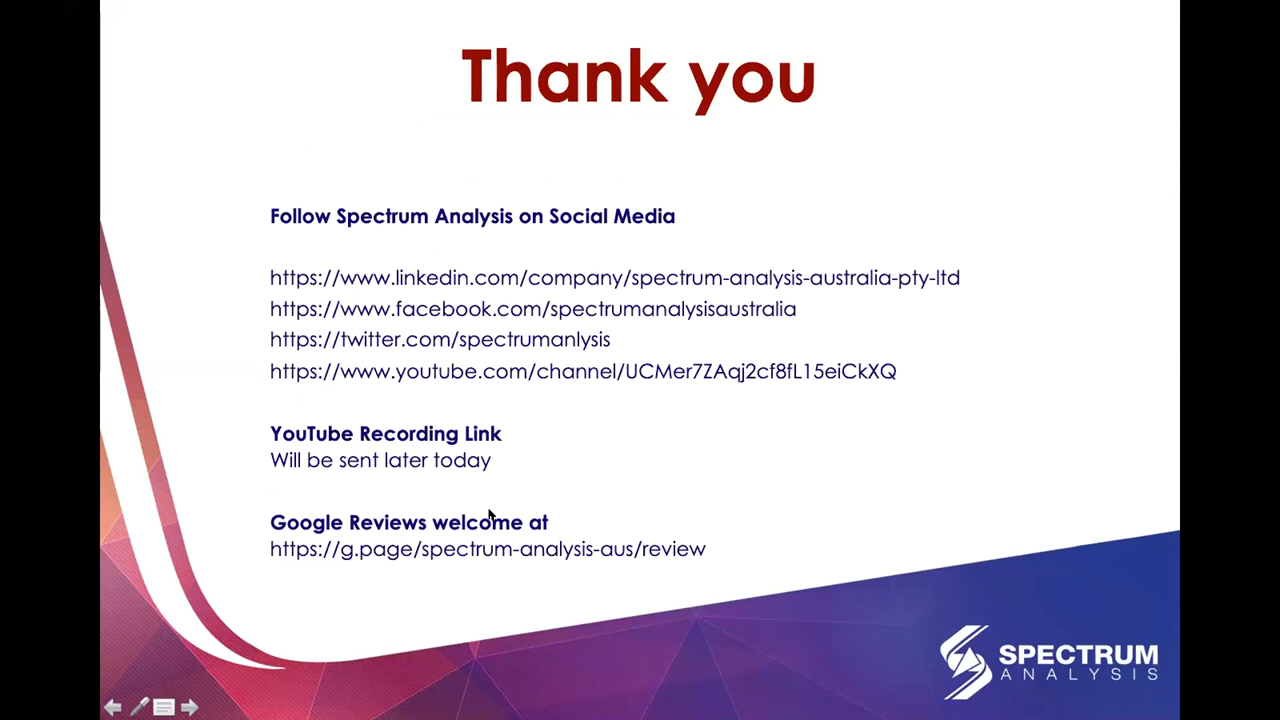 Thank you
Follow Spectrum Analysis on Social Media
https://www.linkedin.com/company/spectrum-analysis-australia-pty-ltd
https://www.facebook.com/spectrumanalysisaustralia
https://twitter.com/spectrumanlysis
https://www.youtube.com/channel/UCMer7ZAqj2cf8fL15eiCkXQ
YouTube Recording Link
Will be sent later today
Google Reviews welcome at
https://g.page/spectrum-analysis-aus/review
SPECTRUM
ANALYSIS